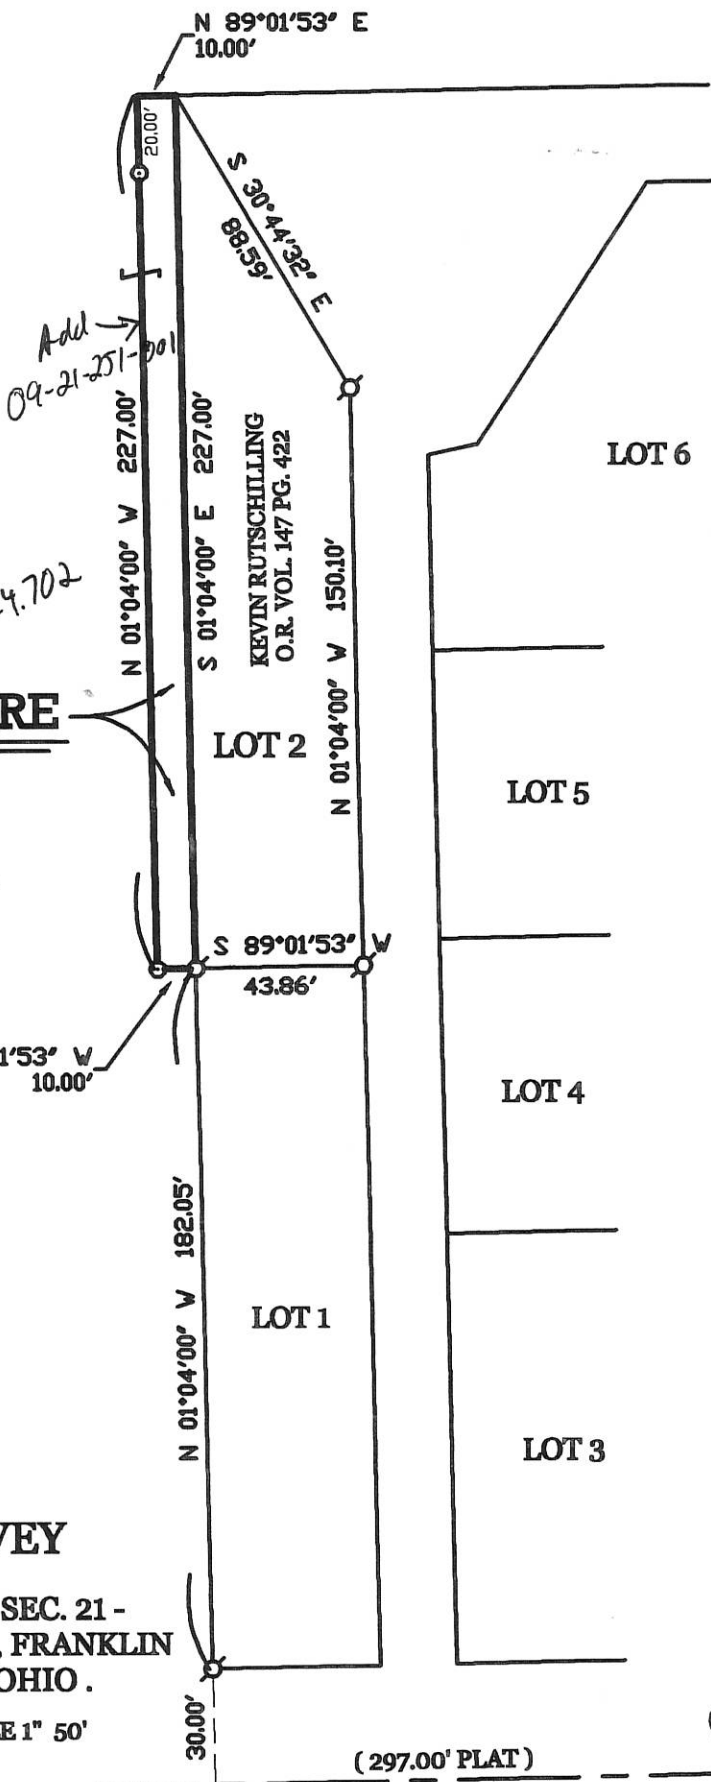 N 89°01'53" E
10.00'
20.00'
S 30°44'32" E
88.59'
Add
09-21-251-001
N 01°04'00" W 227.00'
S 01°04'00" E 227.00'
KEVIN RUTSCHILLING
O.R. VOL. 147 PG. 422
N 01°04'00" W 150.10'
LOT 6
4.702
RE
LOT 2
LOT 5
S 89°01'53" W
43.86'
1'53" W
10.00'
LOT 4
N 01°04'00" W 182.05'
LOT 1
LOT 3
VEY
SEC. 21 -
, FRANKLIN
OHIO .
E 1" 50'
30.00'
( 297.00' PLAT )
(